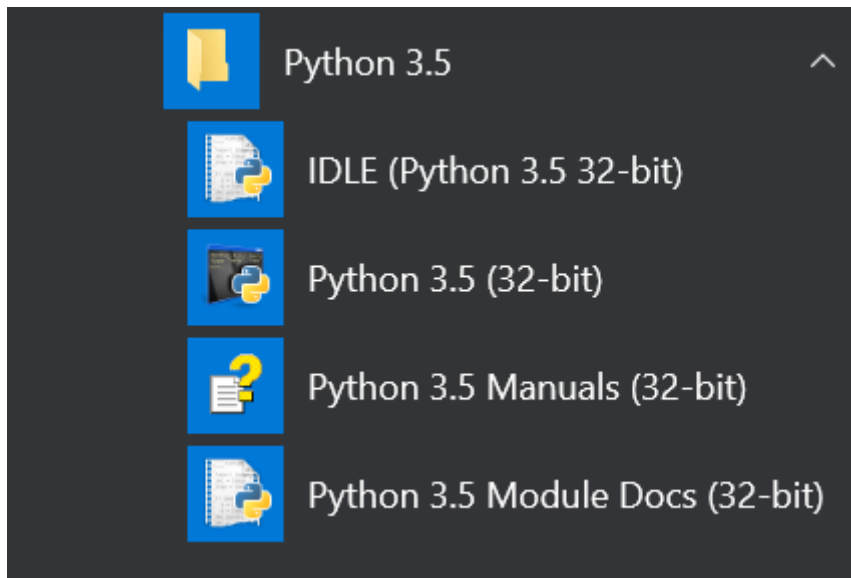 Python 3.5
IDLE (Python 3.5 32-bit)
Python 3.5 (32-bit)
Python 3.5 Manuals (32-bit)
Python 3.5 Module Docs (32-bit)